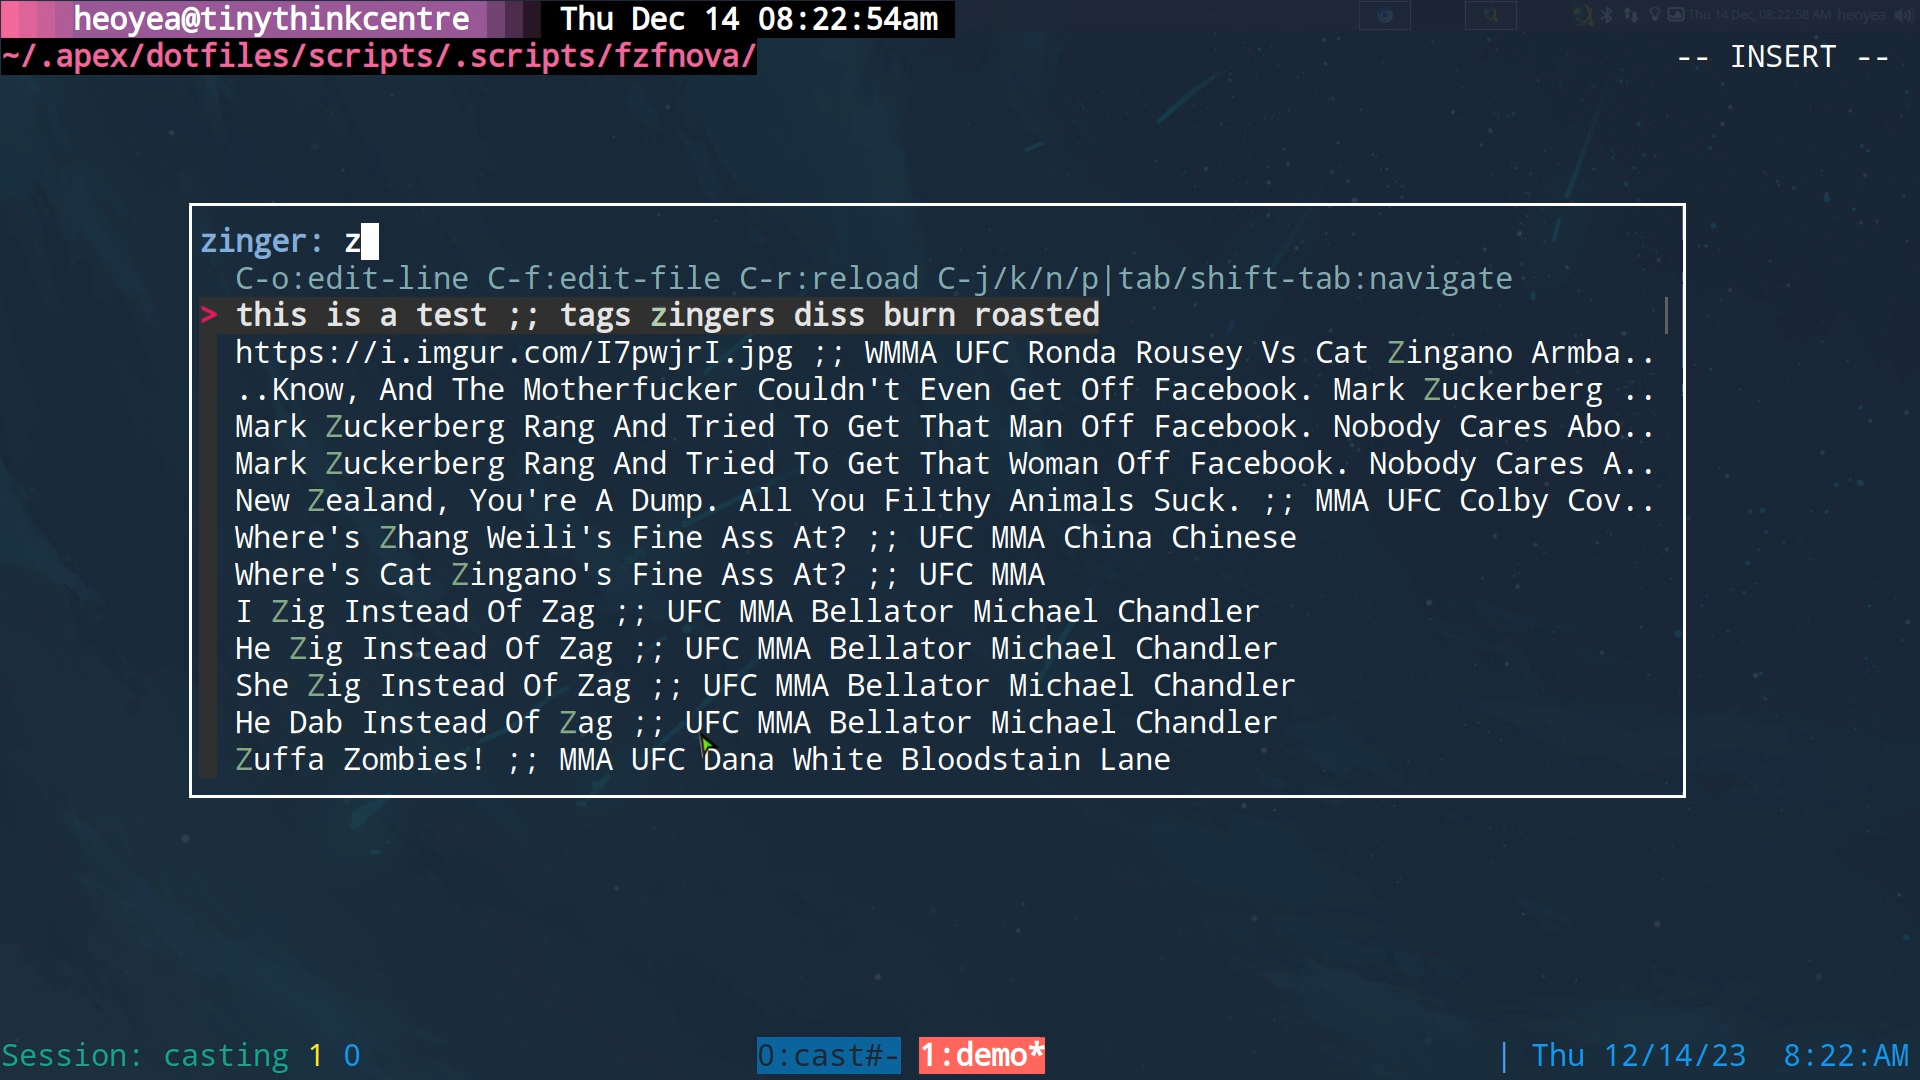 heoyea@tinythinkcentre Thu Dec 14 08:22:54am
Thu 14 Dec, 08:22:58 AM heoyea
~/.apex/dotfiles/scripts/.scripts/fzfnova/
-- INSERT --
zinger: z
C-o:edit-line C-f:edit-file C-r:reload C-j/k/n/p|tab/shift-tab:navigate
> this is a test ;; tags zingers diss burn roasted
https://i.imgur.com/I7pwjrI.jpg ;; WMMA UFC Ronda Rousey Vs Cat Zingano Armba..
..Know, And The Motherfucker Couldn't Even Get Off Facebook. Mark Zuckerberg ..
Mark Zuckerberg Rang And Tried To Get That Man Off Facebook. Nobody Cares Abo..
Mark Zuckerberg Rang And Tried To Get That Woman Off Facebook. Nobody Cares A..
New Zealand, You're A Dump. All You Filthy Animals Suck. ;; MMA UFC Colby Cov..
Where's Zhang Weili's Fine Ass At? ;; UFC MMA China Chinese
Where's Cat Zingano's Fine Ass At? ;; UFC MMA
I Zig Instead Of Zag ;; UFC MMA Bellator Michael Chandler
He Zig Instead Of Zag ;; UFC MMA Bellator Michael Chandler
She Zig Instead Of Zag ;; UFC MMA Bellator Michael Chandler
He Dab Instead Of Zag ;; UFC MMA Bellator Michael Chandler
Zuffa Zombies! ;; MMA UFC Dana White Bloodstain Lane
Session: casting 1 0
0:cast#- 1:demo*
| Thu 12/14/23 8:22:AM